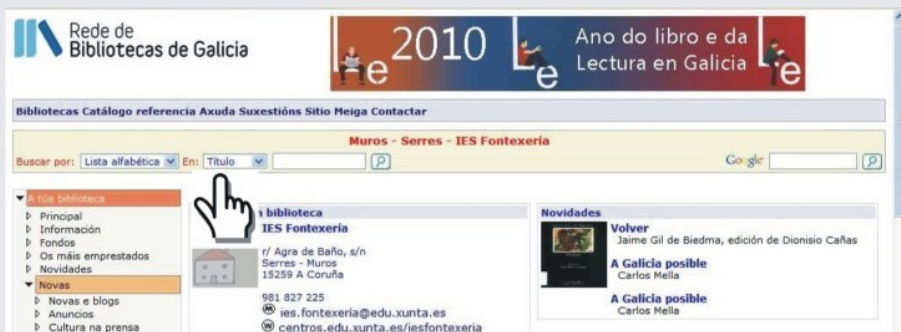 Rede de
Bibliotecas de Galicia
Le 2010
Le
Ano do libro e da
Lectura en Galicia
Le
Bibliotecas Catálogo referencia Axuda Suxestións Sitio Meiga Contactar
Muros - Serres - IES Fontexería
Buscar por: Lista alfabética En: Título
Google
A túa biblioteca
Principal
Información
Fondos
Os máis emprestados
Novidades
Novas
Novas e blogs
Anuncios
Cultura na prensa
biblioteca
IES Fontexería
r/ Agra de Baño, s/n
Serres - Muros
15259 A Coruña
981 827 225
ies.fontexería@edu.xunta.es
centros.edu.xunta.es/iesfontexeria
Novidades
Volver
Jaime Gil de Biedma, edición de Dionisio Cañas
A Galicia posible
Carlos Mella
A Galicia posible
Carlos Mella